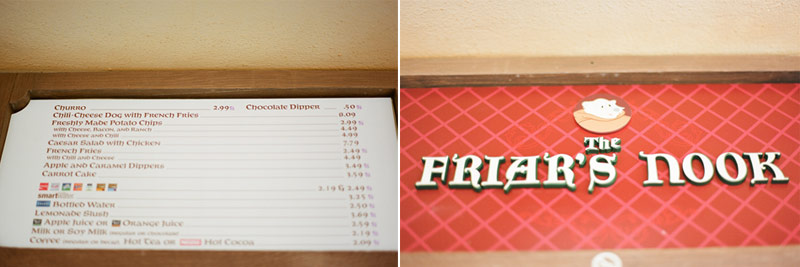 Churro 2.99 Chocolate Dipper .50
Chili-Cheese Dog with French Fries 8.09
Freshly Made Potato Chips 2.99
with Cheese, Bacon, and Ranch 4.49
with Cheese and Chili 4.99
Caesar Salad with Chicken 7.79
French Fries 2.49
with Chili and Cheese 4.49
Apple and Caramel Dippers 3.49
Carrot Cake 3.59
2.19 & 2.49
smartwater 3.25
Bottled Water 2.50
Lemonade Slush 3.69
Apple Juice or Orange Juice 2.59
Milk or Soy Milk 2.19
Coffee (regular or decaf), Hot Tea or Hot Cocoa 2.09
The
Friar's Nook